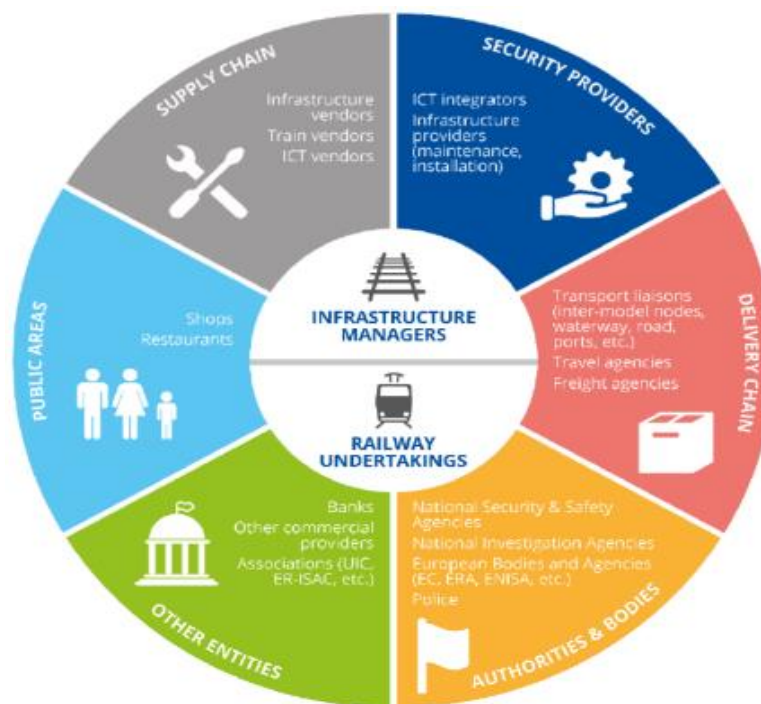 SUPPLY CHAIN
Infrastructure
vendors
Train vendors
ICT vendors
SECURITY PROVIDERS
ICT integrators
Infrastructure
providers
(maintenance,
installation)
DELIVERY CHAIN
Transport liaisons
(inter-model nodes,
waterway, road,
ports, etc.)
Travel agencies
Freight agencies
AUTHORITIES & BODIES
National Security & Safety
Agencies
National Investigation Agencies
European Bodies and Agencies
(EC, ERA, ENISA, etc.)
Police
OTHER ENTITIES
Banks
Other commercial
providers
Associations (UIC,
ER-ISAC, etc.)
PUBLIC AREAS
Shops
Restaurants
INFRASTRUCTURE
MANAGERS
RAILWAY
UNDERTAKINGS